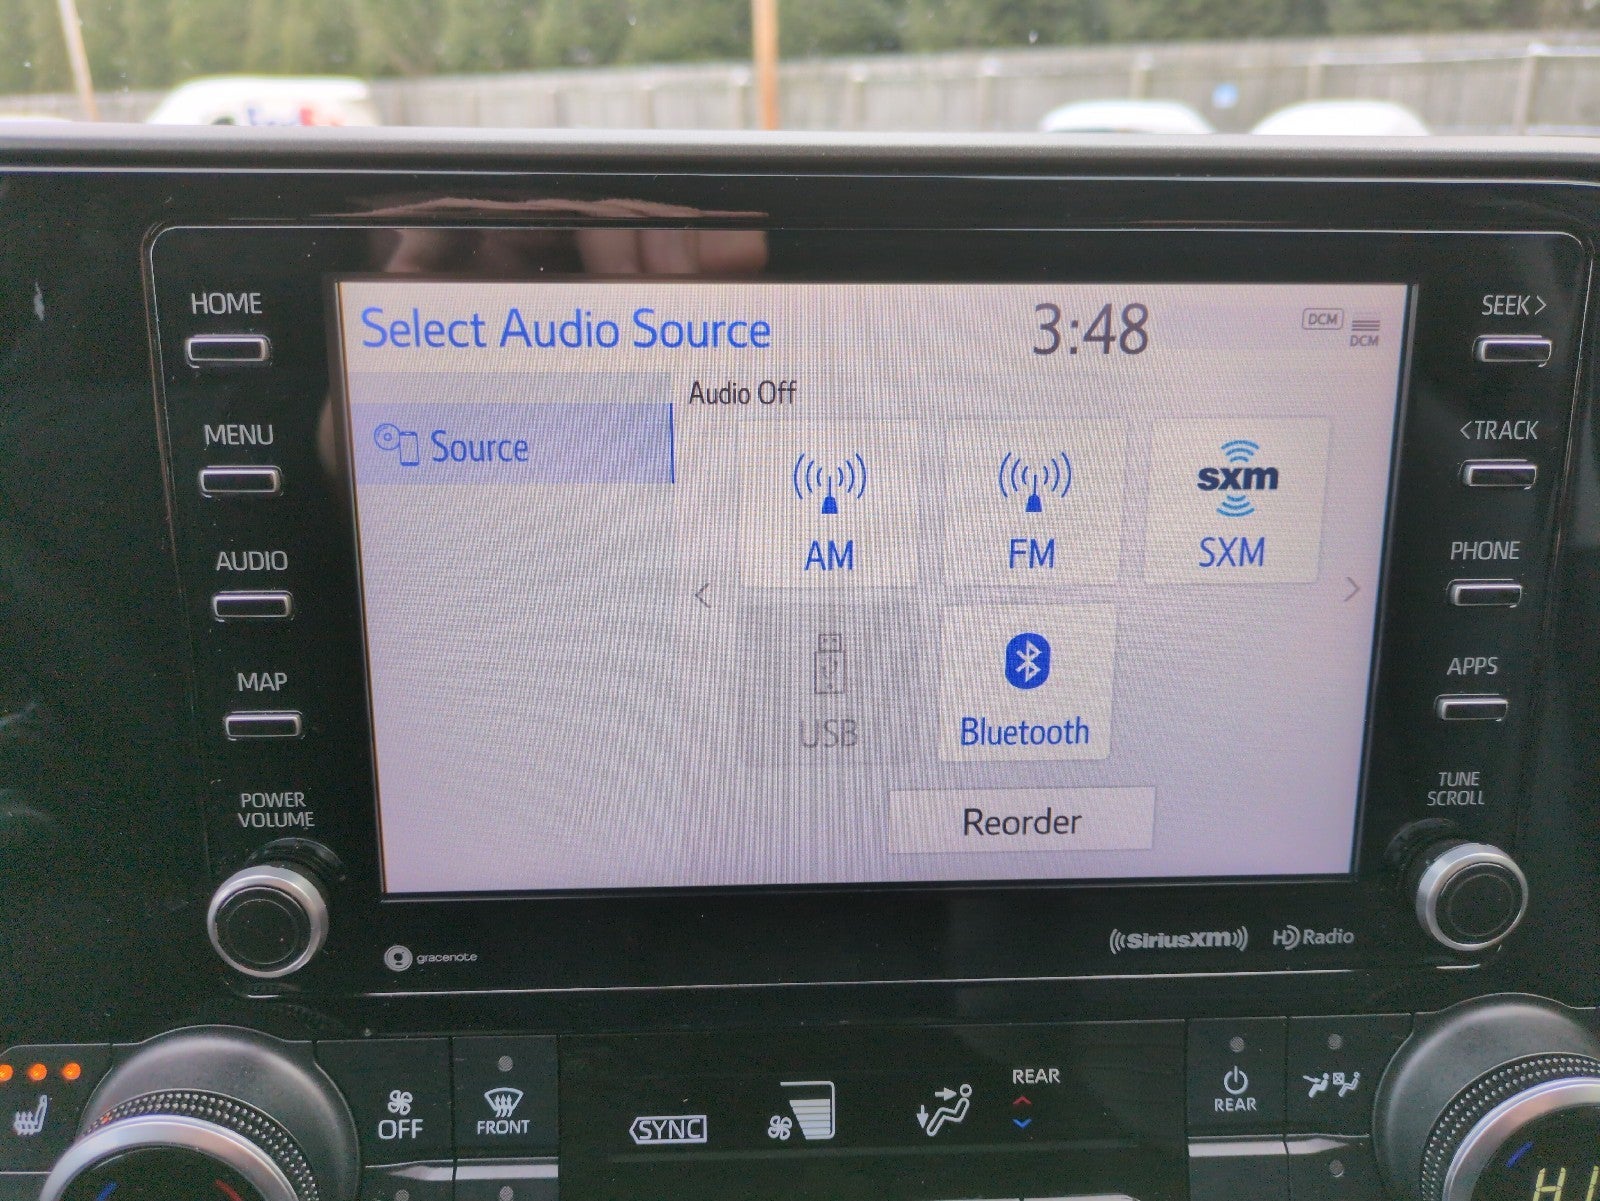 FedEx
HOME
MENU
AUDIO
MAP
POWER
VOLUME
Select Audio Source
3:48
DCM
DCM
Source
Audio Off
AM
FM
sxm
SXM
USB
Bluetooth
Reorder
SEEK >
< TRACK
PHONE
APPS
TUNE
SCROLL
gracenote
SiriusXM
HD Radio
OFF
FRONT
SYNC
REAR
REAR
HI